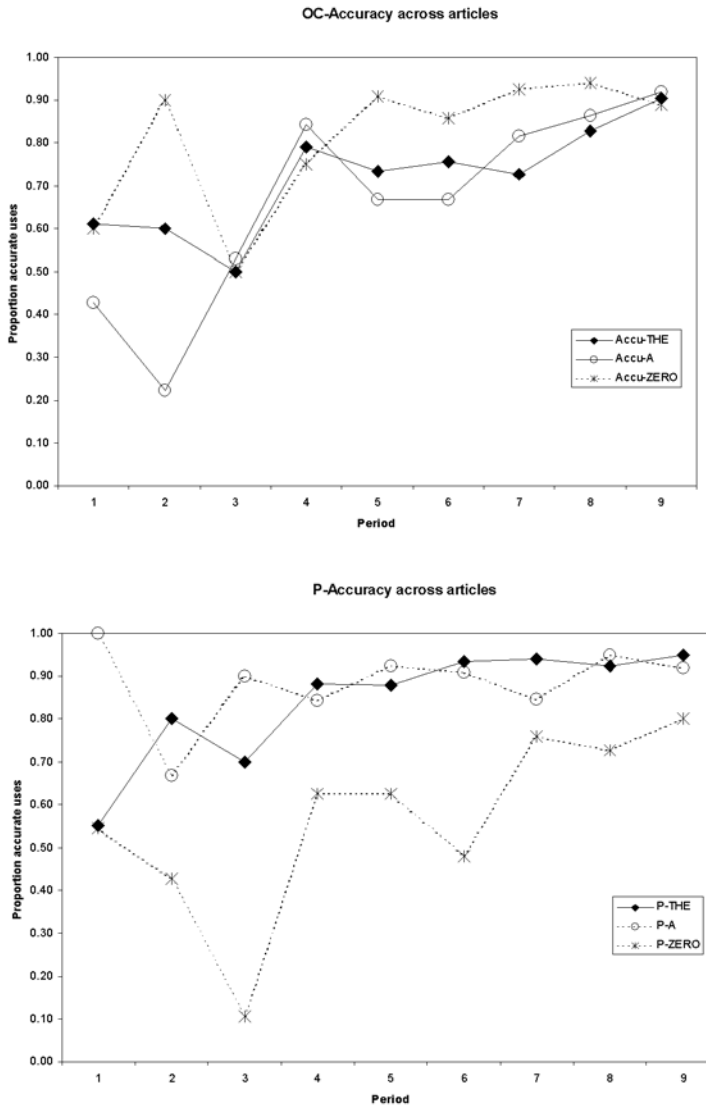 OC-Accuracy across articles
1.00
0.90
0.80
0.70
0.60
0.50
0.40
0.30
0.20
0.10
0.00
Proportion accurate uses
Accu-THE
Accu-A
Accu-ZERO
1 2 3 4 5 6 7 8 9
Period
P-Accuracy across articles
1.00
0.90
0.80
0.70
0.60
0.50
0.40
0.30
0.20
0.10
0.00
Proportion accurate uses
P-THE
P-A
P-ZERO
1 2 3 4 5 6 7 8 9
Period